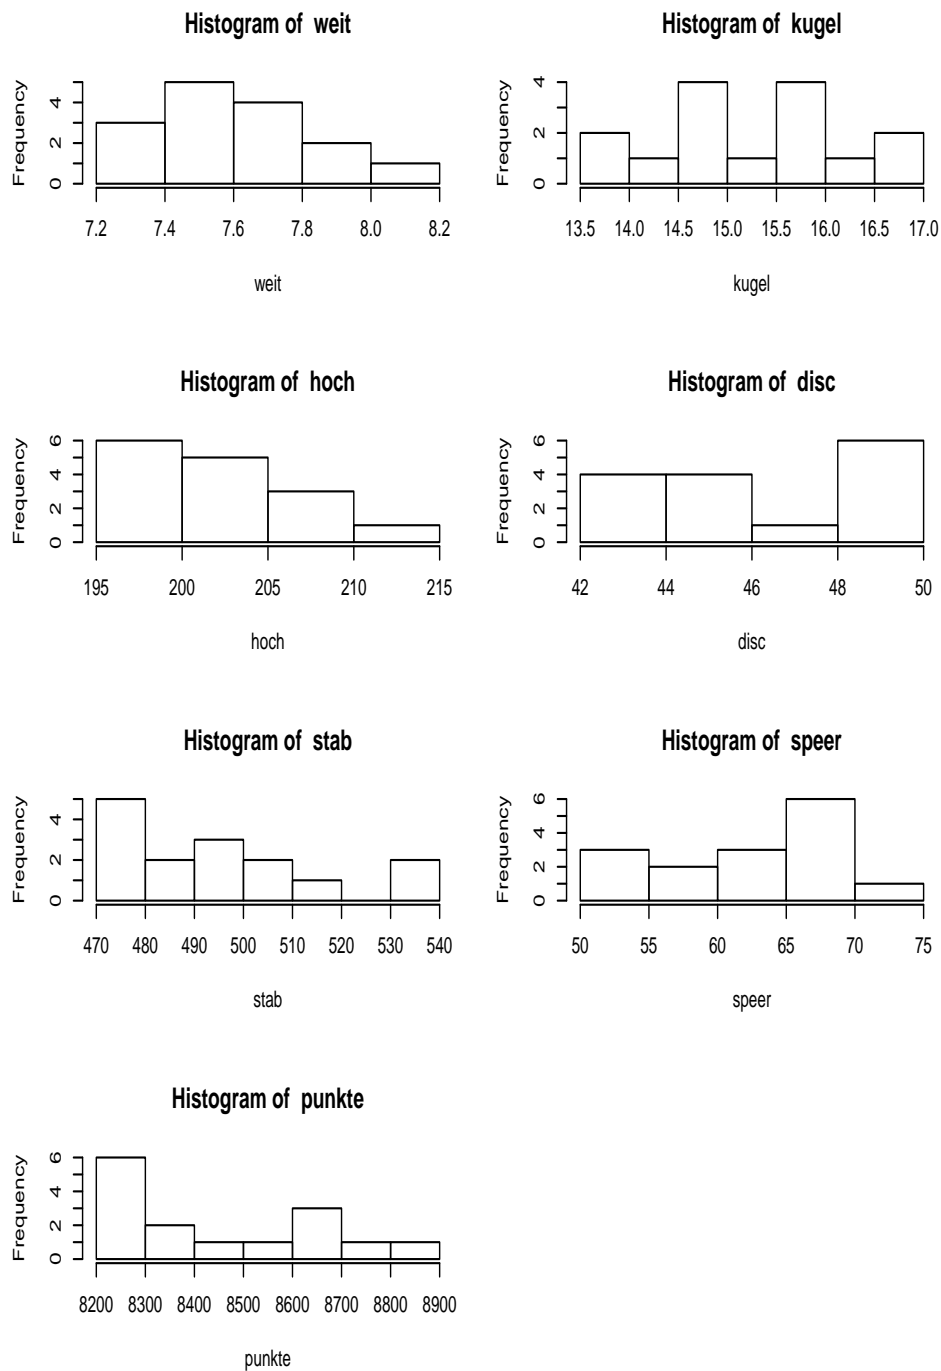 Histogram of weit
Frequency
0 2 4
7.2 7.4 7.6 7.8 8.0 8.2
weit
Histogram of kugel
Frequency
0 2 4
13.5 14.0 14.5 15.0 15.5 16.0 16.5 17.0
kugel
Histogram of hoch
Frequency
0 2 4 6
195 200 205 210 215
hoch
Histogram of disc
Frequency
0 2 4 6
42 44 46 48 50
disc
Histogram of stab
Frequency
0 2 4
470 480 490 500 510 520 530 540
stab
Histogram of speer
Frequency
0 2 4 6
50 55 60 65 70 75
speer
Histogram of punkte
Frequency
0 2 4 6
8200 8300 8400 8500 8600 8700 8800 8900
punkte